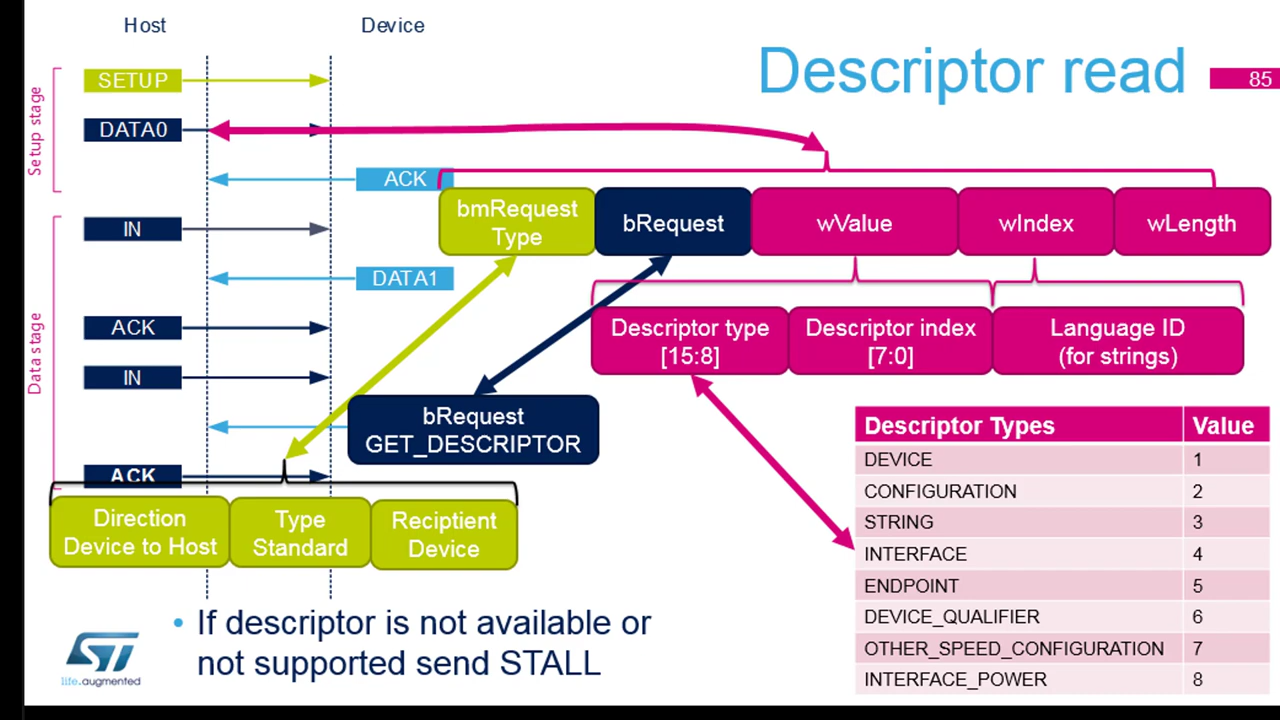 Host
Device
Descriptor read
85
Setup stage
SETUP
DATA0
ACK
Data stage
IN
DATA1
ACK
IN
ACK
bmRequest
Type
bRequest
wValue
wIndex
wLength
Descriptor type
[15:8]
Descriptor index
[7:0]
Language ID
(for strings)
bRequest
GET_DESCRIPTOR
Direction
Device to Host
Type
Standard
Reciptient
Device
Descriptor Types Value
DEVICE 1
CONFIGURATION 2
STRING 3
INTERFACE 4
ENDPOINT 5
DEVICE_QUALIFIER 6
OTHER_SPEED_CONFIGURATION 7
INTERFACE_POWER 8
• If descriptor is not available or
not supported send STALL
ST
life.augmented